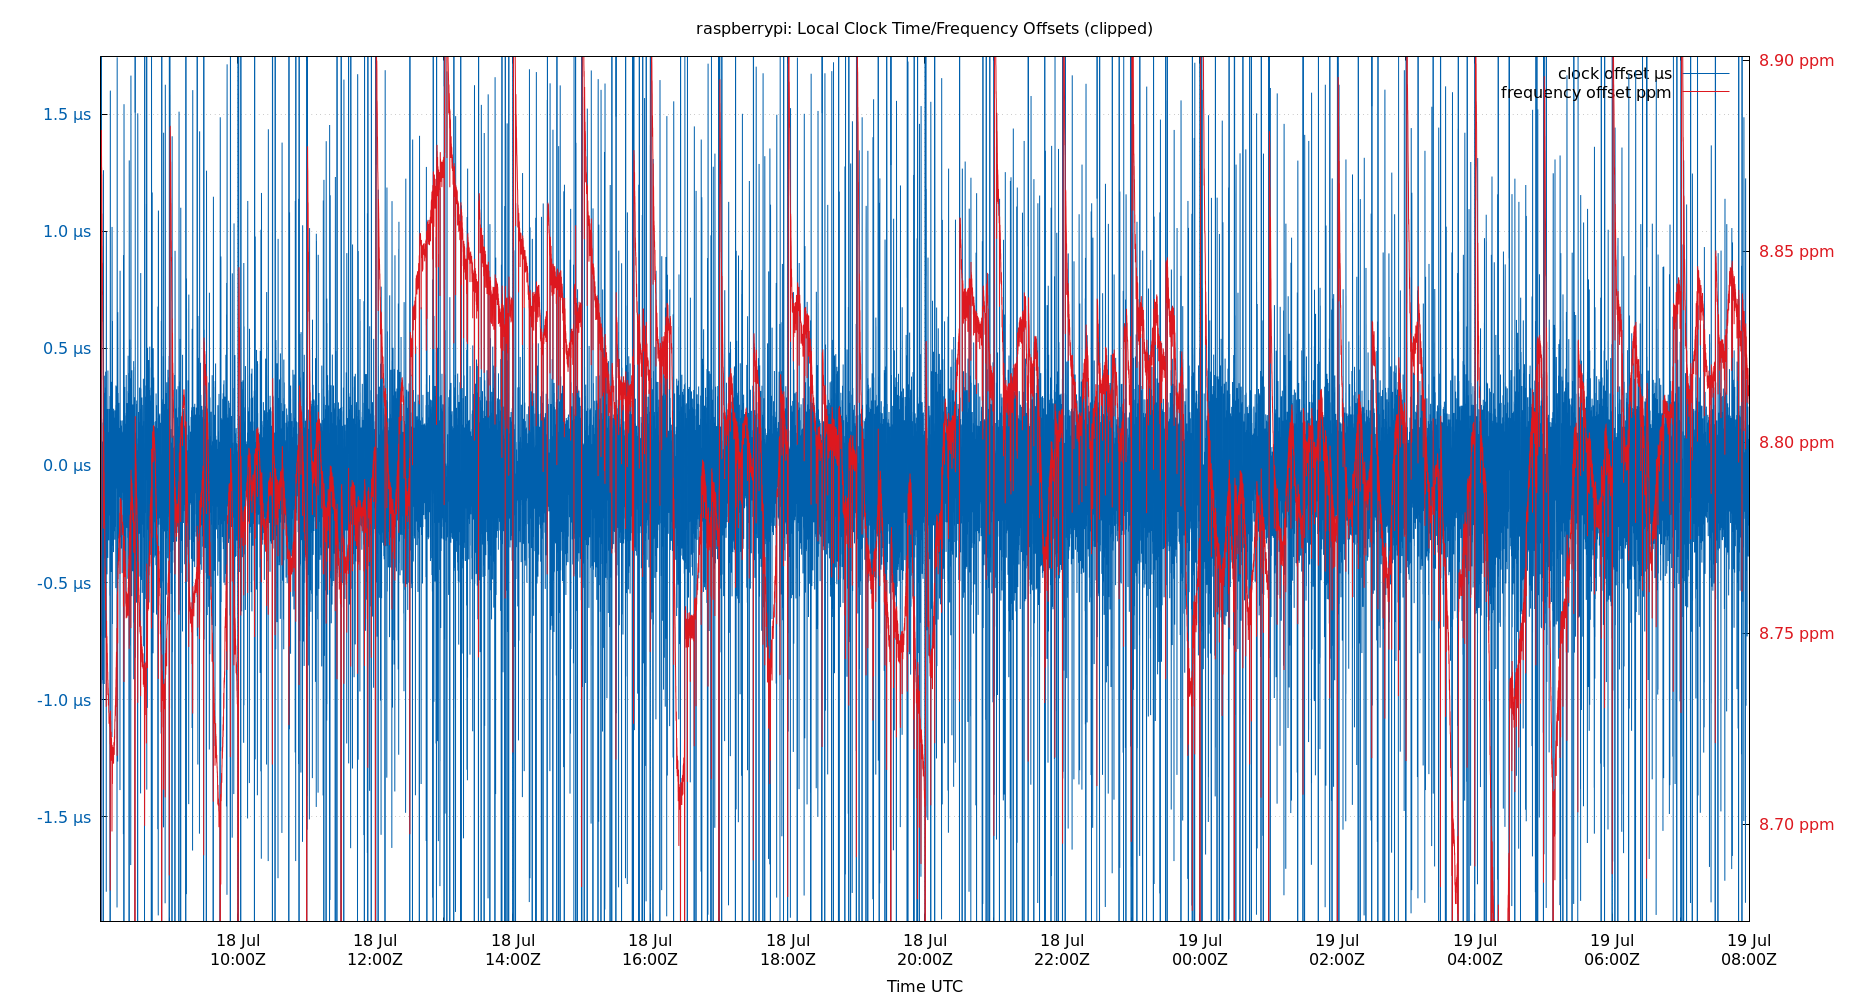 raspberrypi: Local Clock Time/Frequency Offsets (clipped)
clock offset µs
frequency offset ppm
1.5 µs
1.0 µs
0.5 µs
0.0 µs
-0.5 µs
-1.0 µs
-1.5 µs
8.90 ppm
8.85 ppm
8.80 ppm
8.75 ppm
8.70 ppm
18 Jul 18 Jul 18 Jul 18 Jul 18 Jul 18 Jul 18 Jul 19 Jul 19 Jul 19 Jul 19 Jul 19 Jul
10:00Z 12:00Z 14:00Z 16:00Z 18:00Z 20:00Z 22:00Z 00:00Z 02:00Z 04:00Z 06:00Z 08:00Z
Time UTC